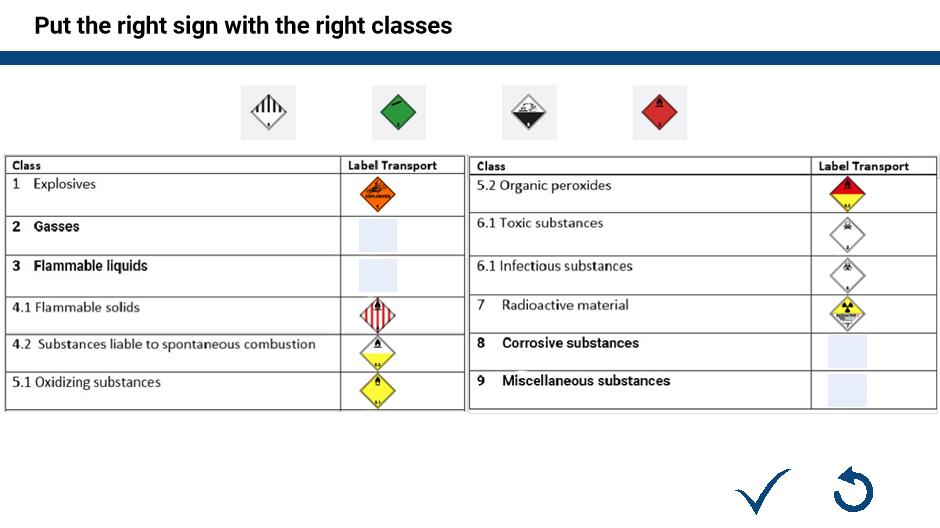 Put the right sign with the right classes
Class Label Transport
1 Explosives
EXPLOSIVES
2 Gasses
3 Flammable liquids
4.1 Flammable solids
4.2 Substances liable to spontaneous combustion
5.1 Oxidizing substances
Class Label Transport
5.2 Organic peroxides
6.1 Toxic substances
6.1 Infectious substances
7 Radioactive material
8 Corrosive substances
9 Miscellaneous substances